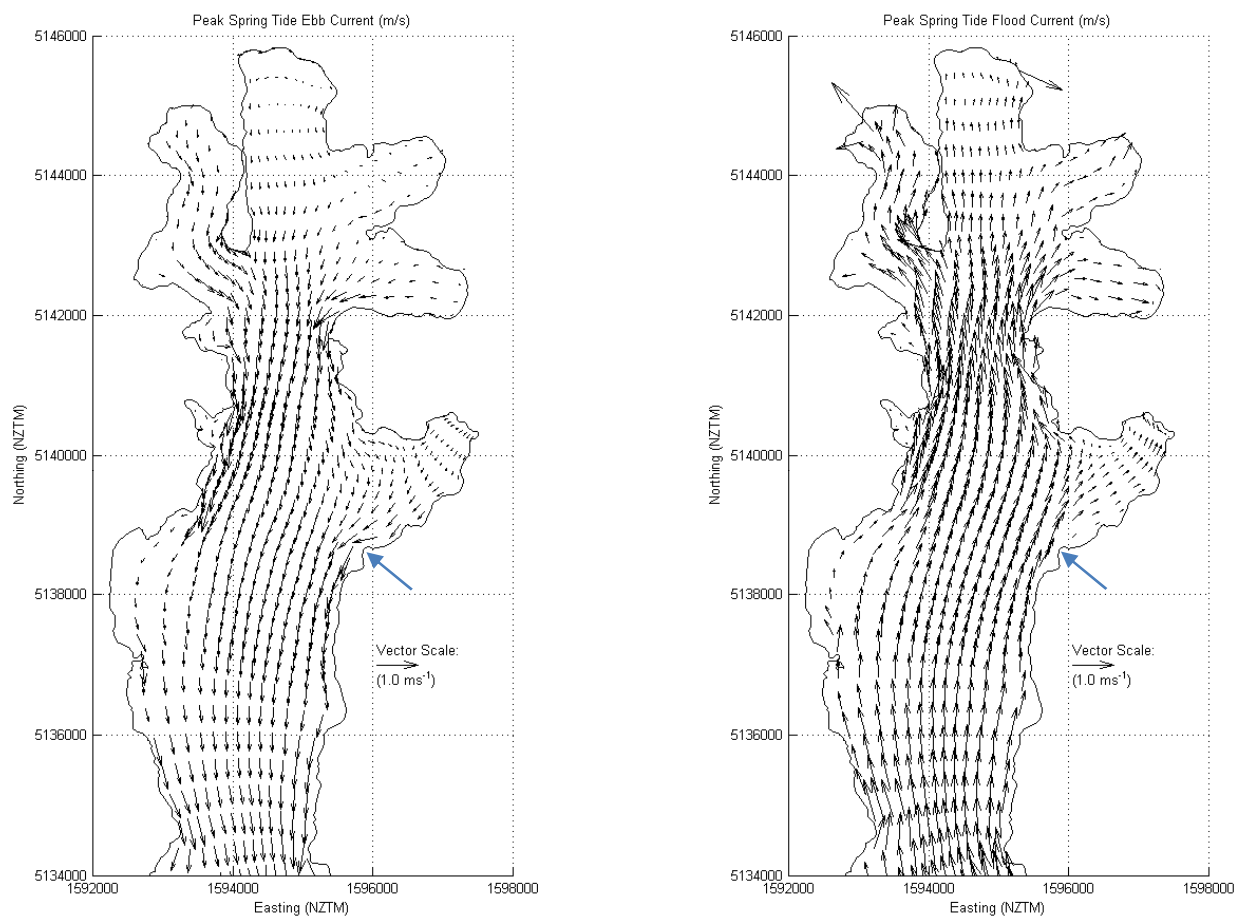 Peak Spring Tide Ebb Current (m/s)
5146000
5144000
5142000
5140000
5138000
5136000
5134000
Northing (NZTM)
Vector Scale:
(1.0 ms-1)
1592000
1594000
1596000
1598000
Easting (NZTM)
Peak Spring Tide Flood Current (m/s)
5146000
5144000
5142000
5140000
5138000
5136000
5134000
Northing (NZTM)
Vector Scale:
(1.0 ms-1)
1592000
1594000
1596000
1598000
Easting (NZTM)